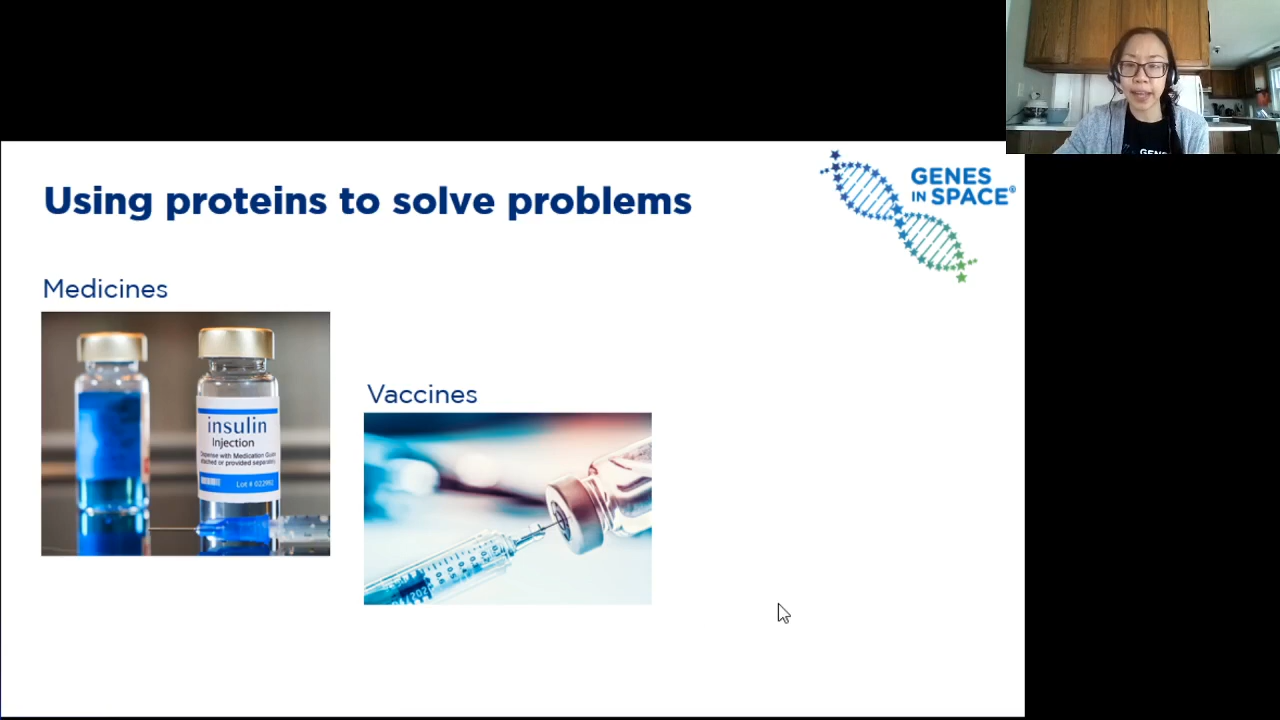 Using proteins to solve problems
GENES
IN SPACE®
Medicines
insulin
Injection
Dispense with Medication Guide
attached or provided separately
Lot # 022992
Vaccines
GENES